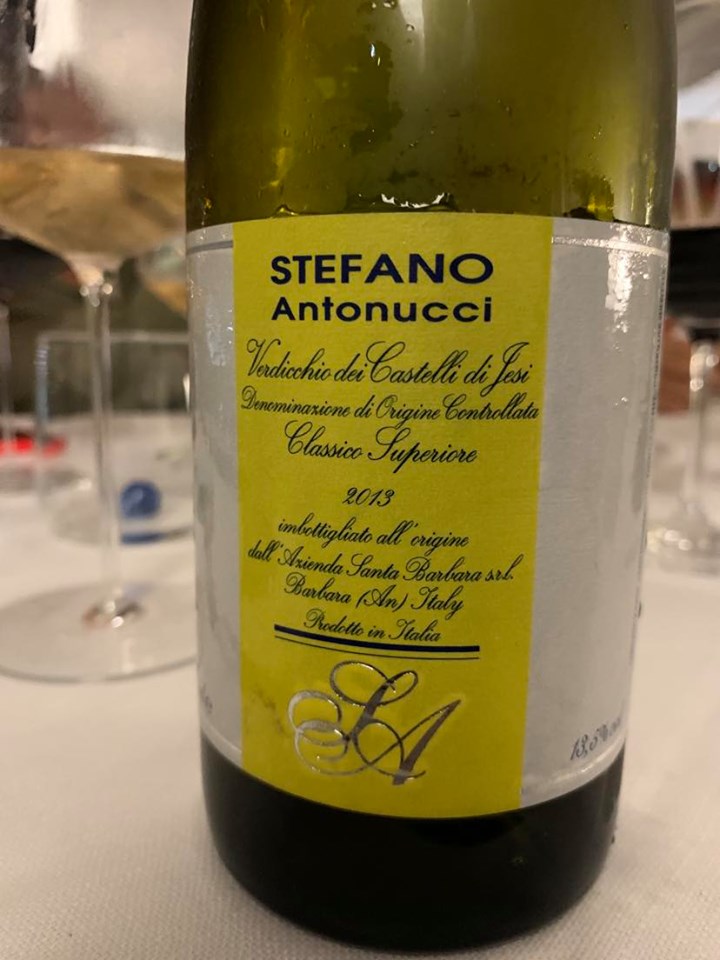 STEFANO
Antonucci
Verdicchio dei Castelli di Jesi
Denominazione di Origine Controllata
Classico Superiore
2013
imbottigliato all'origine
dall'Azienda Santa Barbara s.r.l.
Barbara (An) Italy
Prodotto in Italia
SA